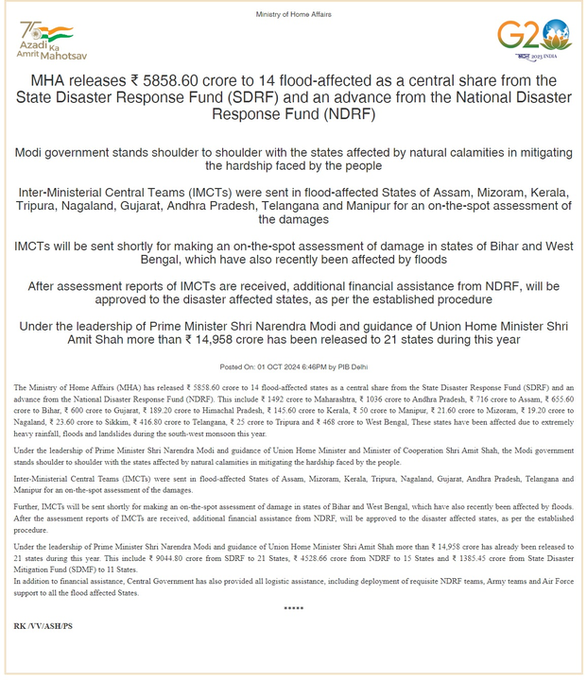 Ministry of Home Affairs
75
Azadi Ka
Amrit Mahotsav
G20
भारत 2023 INDIA
MHA releases ₹ 5858.60 crore to 14 flood-affected as a central share from the
State Disaster Response Fund (SDRF) and an advance from the National Disaster
Response Fund (NDRF)
Modi government stands shoulder to shoulder with the states affected by natural calamities in mitigating
the hardship faced by the people
Inter-Ministerial Central Teams (IMCTs) were sent in flood-affected States of Assam, Mizoram, Kerala,
Tripura, Nagaland, Gujarat, Andhra Pradesh, Telangana and Manipur for an on-the-spot assessment of
the damages
IMCTs will be sent shortly for making an on-the-spot assessment of damage in states of Bihar and West
Bengal, which have also recently been affected by floods
After assessment reports of IMCTs are received, additional financial assistance from NDRF, will be
approved to the disaster affected states, as per the established procedure
Under the leadership of Prime Minister Shri Narendra Modi and guidance of Union Home Minister Shri
Amit Shah more than ₹ 14,958 crore has been released to 21 states during this year
Posted On: 01 OCT 2024 6:46PM by PIB Delhi
The Ministry of Home Affairs (MHA) has released ₹ 5858.60 crore to 14 flood-affected states as a central share from the State Disaster Response Fund (SDRF) and an
advance from the National Disaster Response Fund (NDRF). This include ₹ 1492 crore to Maharashtra, ₹ 1036 crore to Andhra Pradesh, ₹ 716 crore to Assam, ₹ 655.60
crore to Bihar, ₹ 600 crore to Gujarat, ₹ 189.20 crore to Himachal Pradesh, ₹ 145.60 crore to Kerala, ₹ 50 crore to Manipur, ₹ 21.60 crore to Mizoram, ₹ 19.20 crore to
Nagaland, ₹ 23.60 crore to Sikkim, ₹ 416.80 crore to Telangana, ₹ 25 crore to Tripura and ₹ 468 crore to West Bengal, These states have been affected due to extremely
heavy rainfall, floods and landslides during the south-west monsoon this year.
Under the leadership of Prime Minister Shri Narendra Modi and guidance of Union Home Minister and Minister of Cooperation Shri Amit Shah, the Modi government
stands shoulder to shoulder with the states affected by natural calamities in mitigating the hardship faced by the people.
Inter-Ministerial Central Teams (IMCTs) were sent in flood-affected States of Assam, Mizoram, Kerala, Tripura, Nagaland, Gujarat, Andhra Pradesh, Telangana and
Manipur for an on-the-spot assessment of the damages.
Further, IMCTs will be sent shortly for making an on-the-spot assessment of damage in states of Bihar and West Bengal, which have also recently been affected by floods.
After the assessment reports of IMCTs are received, additional financial assistance from NDRF, will be approved to the disaster affected states, as per the established
procedure.
Under the leadership of Prime Minister Shri Narendra Modi and guidance of Union Home Minister Shri Amit Shah more than ₹ 14,958 crore has already been released to
21 states during this year. This include ₹ 9044.80 crore from SDRF to 21 States, ₹ 4528.66 crore from NDRF to 15 States and ₹ 1385.45 crore from State Disaster
Mitigation Fund (SDMF) to 11 States.
In addition to financial assistance, Central Government has also provided all logistic assistance, including deployment of requisite NDRF teams, Army teams and Air Force
support to all the flood affected States.
*****
RK /VV/ASH/PS